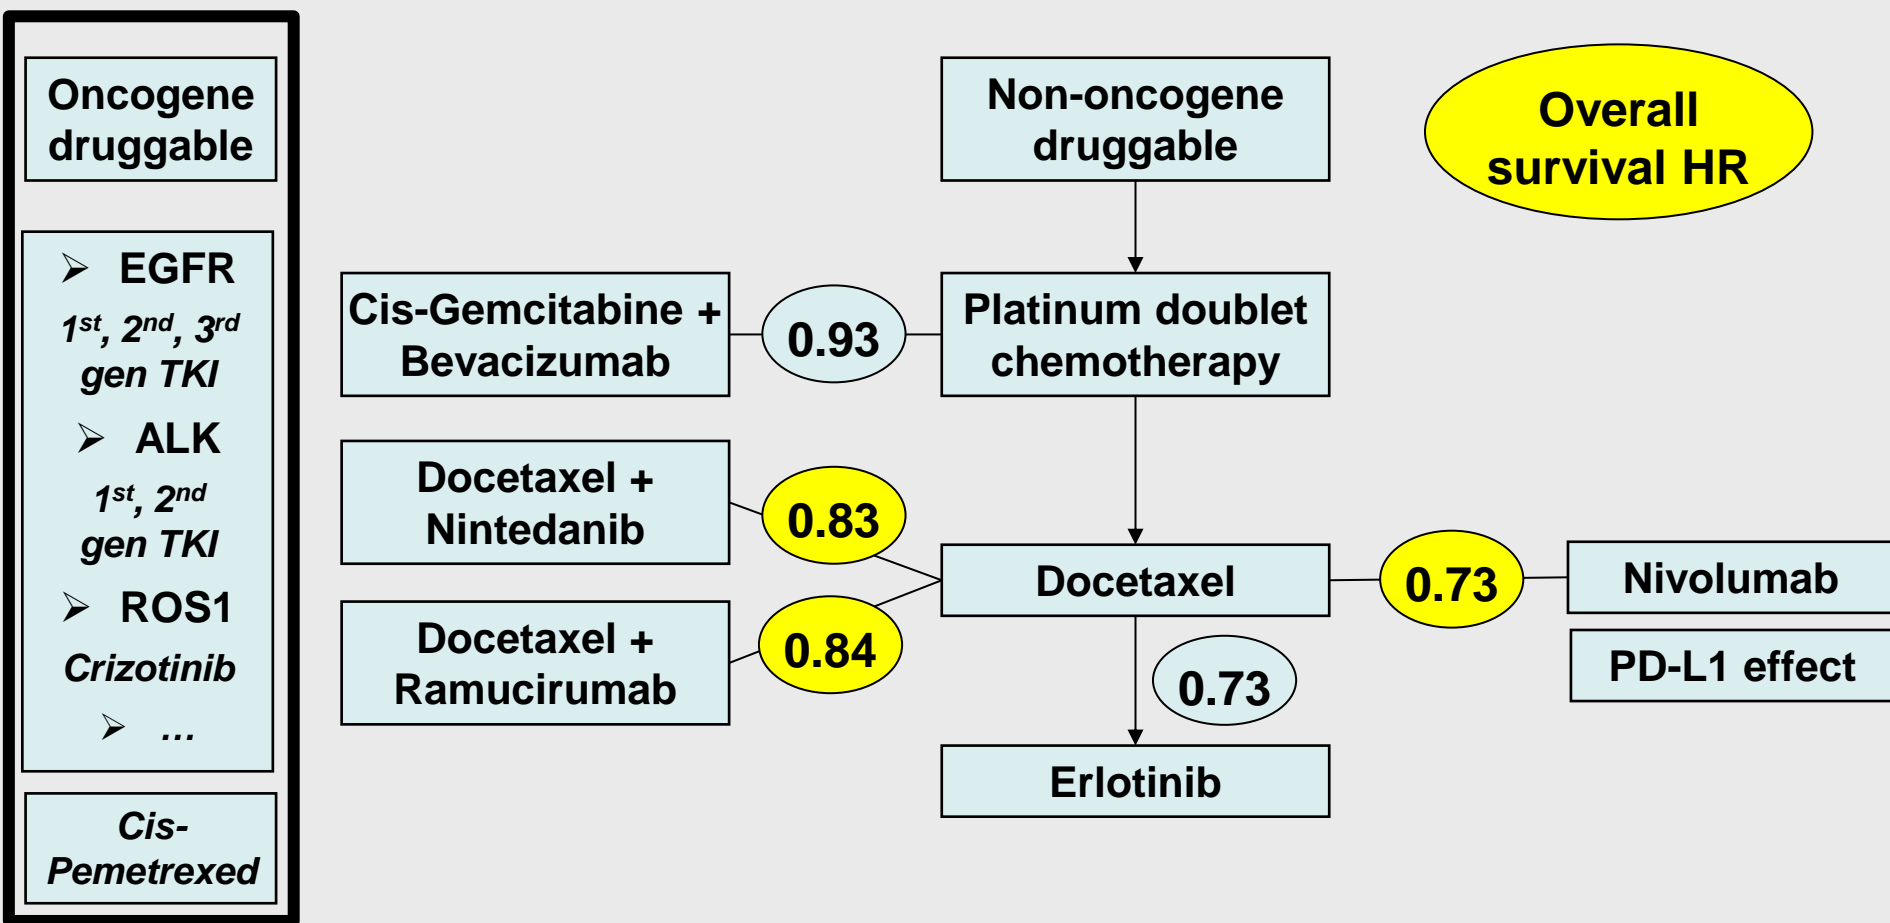 Oncogene
druggable
➢ EGFR
1st, 2nd, 3rd
gen TKI
➢ ALK
1st, 2nd
gen TKI
➢ ROS1
Crizotinib
➢ ...
Cis-
Pemetrexed
Non-oncogene
druggable
Overall
survival HR
Cis-Gemcitabine +
Bevacizumab
0.93
Platinum doublet
chemotherapy
Docetaxel +
Nintedanib
0.83
Docetaxel +
Ramucirumab
0.84
Docetaxel
0.73
Nivolumab
PD-L1 effect
0.73
Erlotinib